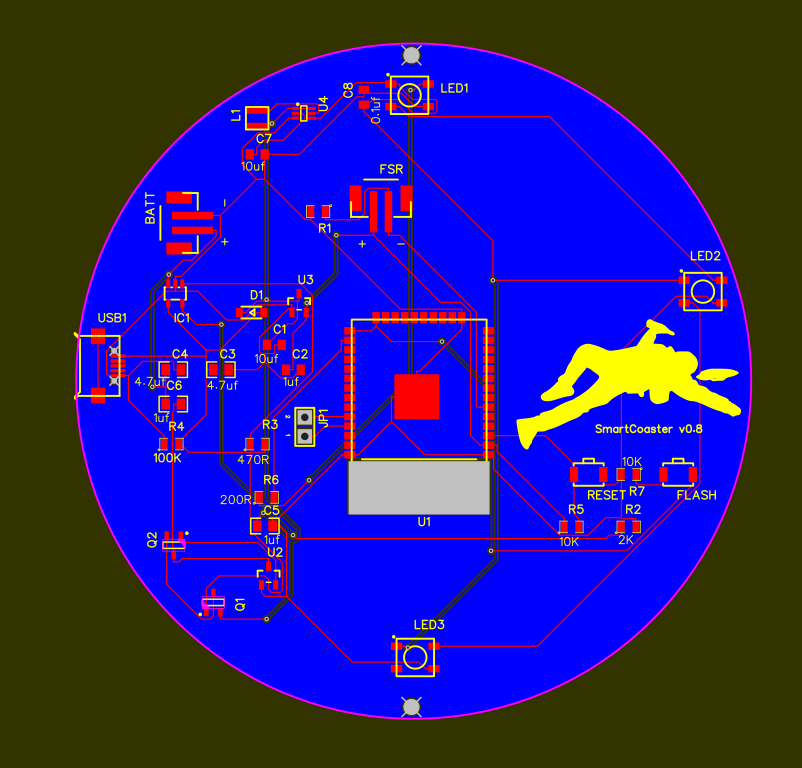 LED1
C8
0.1uf
U4
L1
C7
10uf
FSR
BATT
-
+
R1
+ -
LED2
U3
D1
USB1
IC1
C1
10uf
C4
C3
C2
4.7uf
4.7uf
1uf
C6
1uf
JP1
2
1
R4
R3
100K
470R
SmartCoaster v0.8
10K
R6
200R
RESET
R7
FLASH
C5
1uf
U1
R5
R2
10K
2K
Q2
U2
Q1
LED3